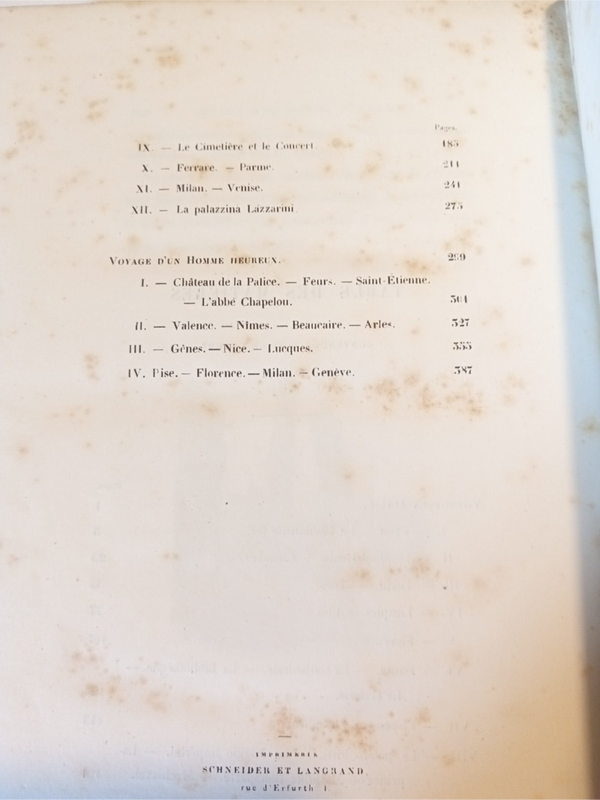 Pages.
IX. — Le Cimetière et le Concert 185
X. — Ferrare. — Parme. 211
XI. — Milan. — Venise. 241
XII. — La palazzina Lazzarini 275
VOYAGE D'UN HOMME HEUREUX. 299
I. — Château de la Palice. — Feurs. — Saint-Étienne.
— L'abbé Chapelou. 301
II. — Valence. — Nîmes. — Beaucaire. — Arles. 327
III. — Gênes. — Nice. — Lucques. 355
IV. Pise. — Florence. — Milan. — Genève. 387
IMPRIMERIE
SCHNEIDER ET LANGRAND
rue d'Erfurth 1